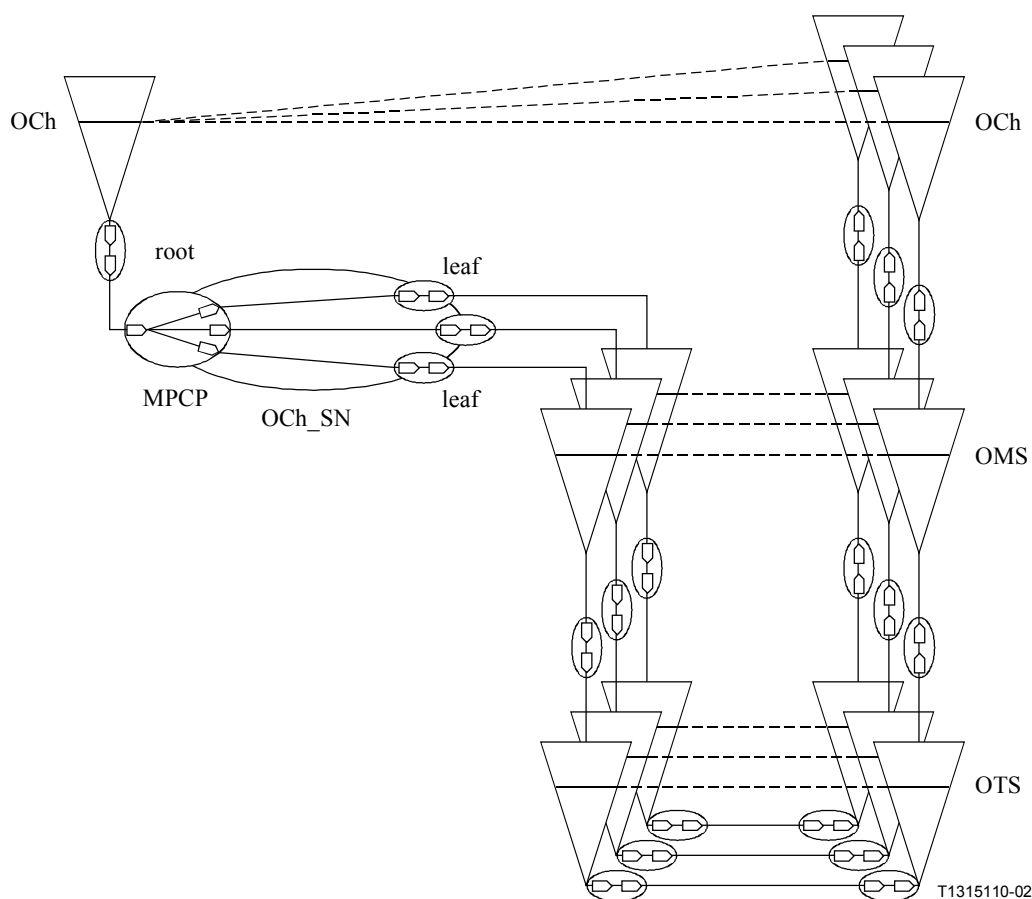 OCh
OCh
root
leaf
MPCP
OCh_SN
leaf
OMS
OTS
T1315110-02